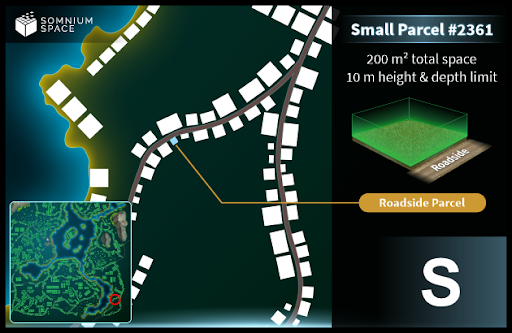 SOMNIUM
SPACE
Small Parcel #2361
200 m² total space
10 m height & depth limit
Roadside
Roadside Parcel
S